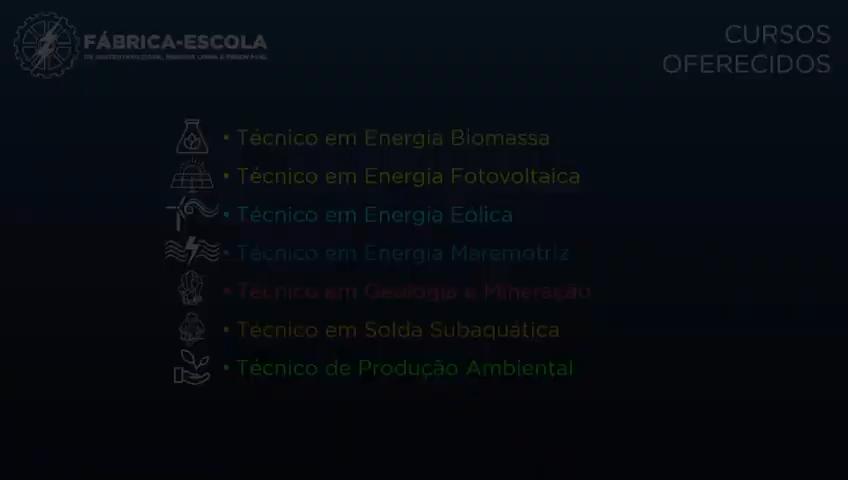 FÁBRICA-ESCOLA
CURSOS
OFERECIDOS
• Técnico em Energia Biomassa
• Técnico em Energia Fotovoltaica
• Técnico em Energia Eólica
• Técnico em Energia Maremotriz
• Técnico em Geologia e Mineração
• Técnico em Solda Subaquática
• Técnico de Produção Ambiental